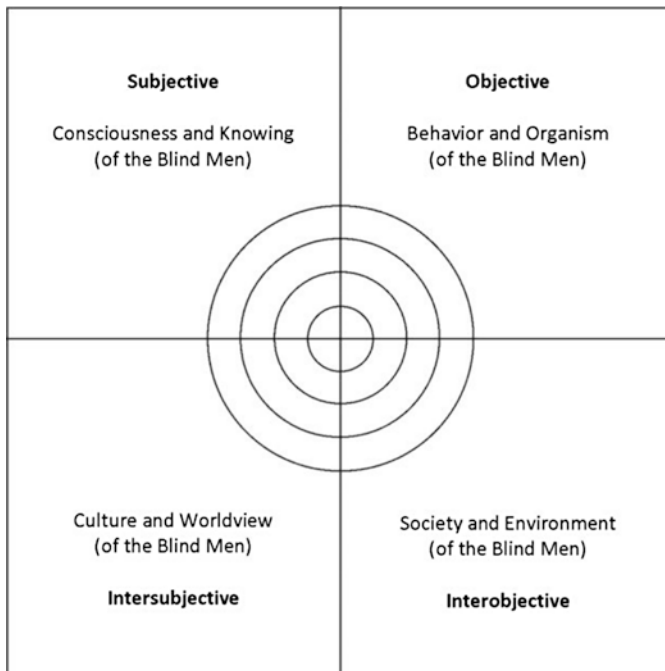 Subjective
Consciousness and Knowing
(of the Blind Men)
Objective
Behavior and Organism
(of the Blind Men)
Culture and Worldview
(of the Blind Men)
Intersubjective
Society and Environment
(of the Blind Men)
Interobjective